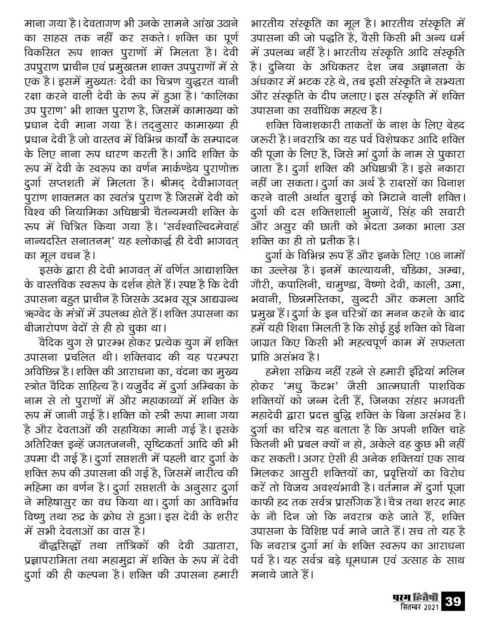 माना गया है। देवतागण भी उनके सामने आंख उठाने
का साहस तक नहीं कर सकते। शक्ति का पूर्ण
विकसित रूप शाक्त पुराणों में मिलता है। देवी
उपपुराण प्राचीन एवं प्रमुखतम शाक्त उपपुराणों में से
एक है। इसमें मुख्यतः देवी का चित्रण युद्धरत यानी
रक्षा करने वाली देवी के रूप में हुआ है। 'कालिका
उप पुराण' भी शाक्त पुराण है, जिसमें कामाख्या को
प्रधान देवी माना गया है। तद्नुसार कामाख्या ही
प्रधान देवी है जो वास्तव में विभिन्न कार्यों के सम्पादन
के लिए नाना रूप धारण करती है। आदि शक्ति के
रूप में देवी के स्वरूप का वर्णन मार्कण्डेय पुराणोक्त
दुर्गा सप्तशती में मिलता है। श्रीमद् देवीभागवत्
पुराण शाक्तमत का स्वतंत्र पुराण है जिसमें देवी को
विश्व की नियामिका अधिष्ठात्री चैतन्यमयी शक्ति के
रूप में चित्रित किया गया है। 'सर्वश्वाल्विदमेवाहं
नान्यदस्ति सनातनम्' यह श्लोकार्द्ध ही देवी भागवत्
का मूल वचन है।
इसके द्वारा ही देवी भागवत् में वर्णित आद्याशक्ति
के वास्तविक स्वरूप के दर्शन होते हैं। स्पष्ट है कि देवी
उपासना बहुत प्राचीन है जिसके उदभव सूत्र आद्यग्रन्थ
ऋग्वेद के मंत्रों में उपलब्ध होते हैं। शक्ति उपासना का
बीजारोपण वेदों से ही हो चुका था।
वैदिक युग से प्रारम्भ होकर प्रत्येक युग में शक्ति
उपासना प्रचलित थी। शक्तिवाद की यह परम्परा
अविछिन्न है। शक्ति की आराधना का, वंदना का मुख्य
स्त्रोत वैदिक साहित्य है। यजुर्वेद में दुर्गा अम्बिका के
नाम से तो पुराणों में और महाकाव्यों में शक्ति के
रूप में जानी गई है। शक्ति को स्त्री रूपा माना गया
है और देवताओं की सहायिका मानी गई है। इसके
अतिरिक्त इन्हें जगतजननी, सृष्टिकर्ता आदि की भी
उपमा दी गई है। दुर्गा सप्तशती में पहली बार दुर्गा के
शक्ति रूप की उपासना की गई है, जिसमें नारीत्व की
महिमा का वर्णन है। दुर्गा सप्तशती के अनुसार दुर्गा
ने महिषासुर का वध किया था। दुर्गा का आविर्भाव
विष्णु तथा रुद्र के क्रोध से हुआ। इस देवी के शरीर
में सभी देवताओं का वास है।
बौद्धसिद्धों तथा तांत्रिकों की देवी उग्रतारा,
प्रज्ञापरामिता तथा महामुद्रा में शक्ति के रूप में देवी
दुर्गा की ही कल्पना है। शक्ति की उपासना हमारी
भारतीय संस्कृति का मूल है। भारतीय संस्कृति में
उपासना की जो पद्धति है, वैसी किसी भी अन्य धर्म
में उपलब्ध नहीं है। भारतीय संस्कृति आदि संस्कृति
है। दुनिया के अधिकतर देश जब अज्ञानता के
अंधकार में भटक रहे थे, तब इसी संस्कृति ने सभ्यता
और संस्कृति के दीप जलाए। इस संस्कृति में शक्ति
उपासना का सर्वाधिक महत्व है।
शक्ति विनाशकारी ताकतों के नाश के लिए बेहद
जरूरी है। नवरात्रि का यह पर्व विशेषकर आदि शक्ति
की पूजा के लिए है, जिसे मां दुर्गा के नाम से पुकारा
जाता है। दुर्गा शक्ति की अधिष्ठात्री है। इसे नकारा
नहीं जा सकता। दुर्गा का अर्थ है राक्षसों का विनाश
करने वाली अर्थात बुराई को मिटाने वाली शक्ति।
दुर्गा की दस शक्तिशाली भुजायें, सिंह की सवारी
और असुर की छाती को भेदता उनका भाला उस
शक्ति का ही तो प्रतीक है।
दुर्गा के विभिन्न रूप हैं और इनके लिए 108 नामों
का उल्लेख है। इनमें कात्यायनी, चंडिका, अम्बा,
गौरी, कपालिनी, चामुण्डा, वैष्णो देवी, काली, उमा,
भवानी, छिन्नमस्तिका, सुन्दरी और कमला आदि
प्रमुख हैं। दुर्गा के इन चरित्रों का मनन करने के बाद
हमें यही शिक्षा मिलती है कि सोई हुई शक्ति को बिना
जाग्रत किए किसी भी महत्वपूर्ण काम में सफलता
प्राप्ति असंभव है।
हमेशा सक्रिय नहीं रहने से हमारी इंद्रियां मलिन
होकर 'मधु कैटभ' जैसी आत्मघाती पाशविक
शक्तियों को जन्म देती हैं, जिनका संहार भगवती
महादेवी द्वारा प्रदत्त बुद्धि शक्ति के बिना असंभव है।
दुर्गा का चरित्र यह बताता है कि अपनी शक्ति चाहे
कितनी भी प्रबल क्यों न हो, अकेले वह कुछ भी नहीं
कर सकती। अगर ऐसी ही अनेक शक्तियां एक साथ
मिलकर आसुरी शक्तियों का, प्रवृत्तियों का विरोध
करें तो विजय अवश्यंभावी है। वर्तमान में दुर्गा पूजा
काफी हद तक सर्वत्र प्रासंगिक है। चैत्र तथा शरद माह
के नौ दिन जो कि नवरात्र कहे जाते हैं, शक्ति
उपासना के विशिष्ट पर्व माने जाते हैं। सच तो यह है
कि नवरात्र दुर्गा मां के शक्ति स्वरूप का आराधना
पर्व है। यह सर्वत्र बड़े धूमधाम एवं उत्साह के साथ
मनाये जाते हैं।
परम हितैषी
सितम्बर 2021 39